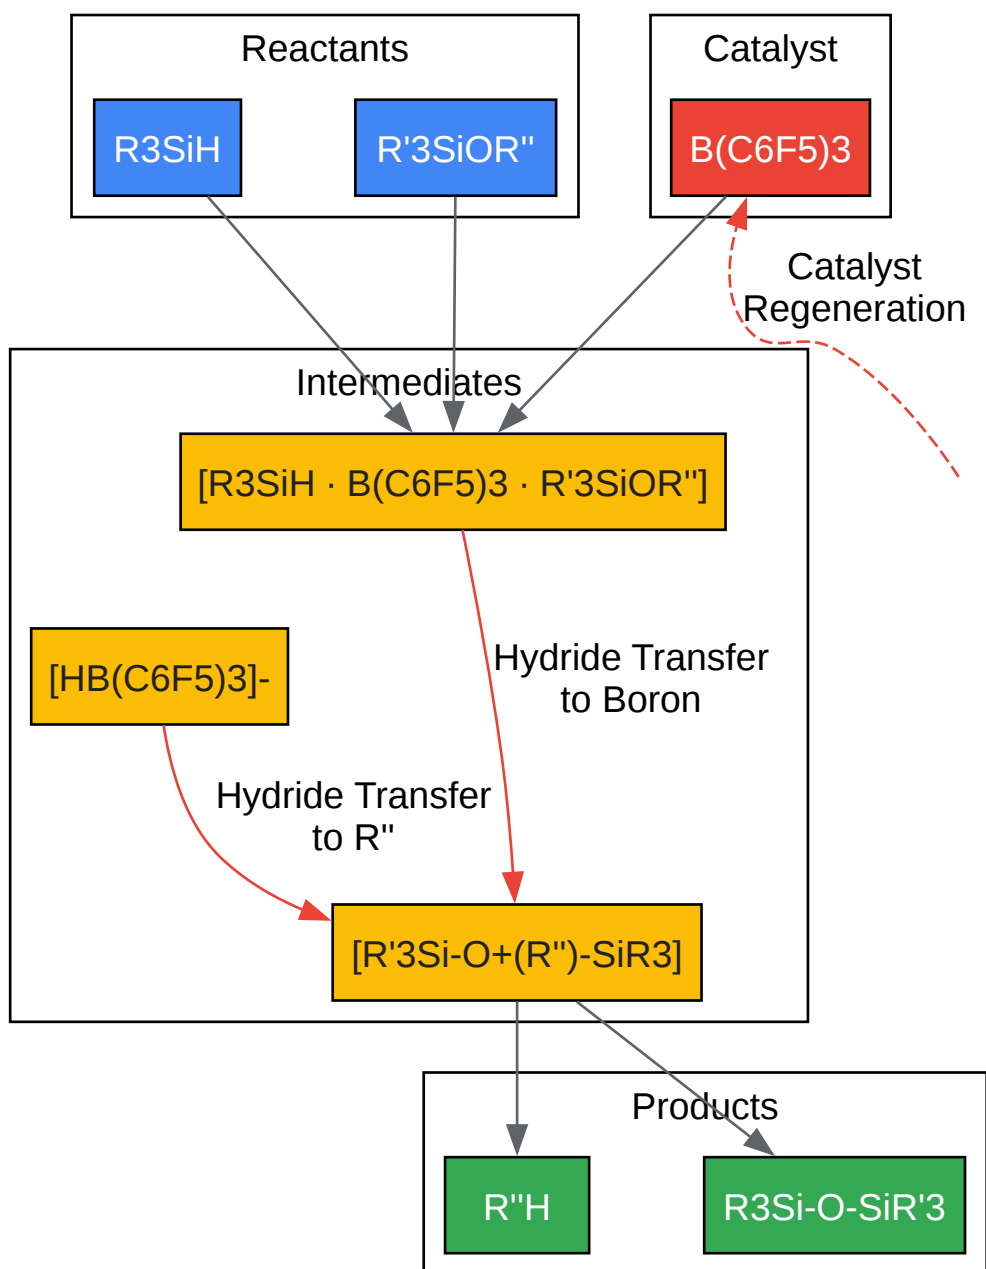 Reactants
Catalyst
R3SiH
R'3SiOR''
B(C6F5)3
Catalyst
Regeneration
Intermediates
[R3SiH · B(C6F5)3 · R'3SiOR'']
[HB(C6F5)3]-
Hydride Transfer
to Boron
Hydride Transfer
to R''
[R'3Si-O+(R'')-SiR3]
Products
R''H
R3Si-O-SiR'3